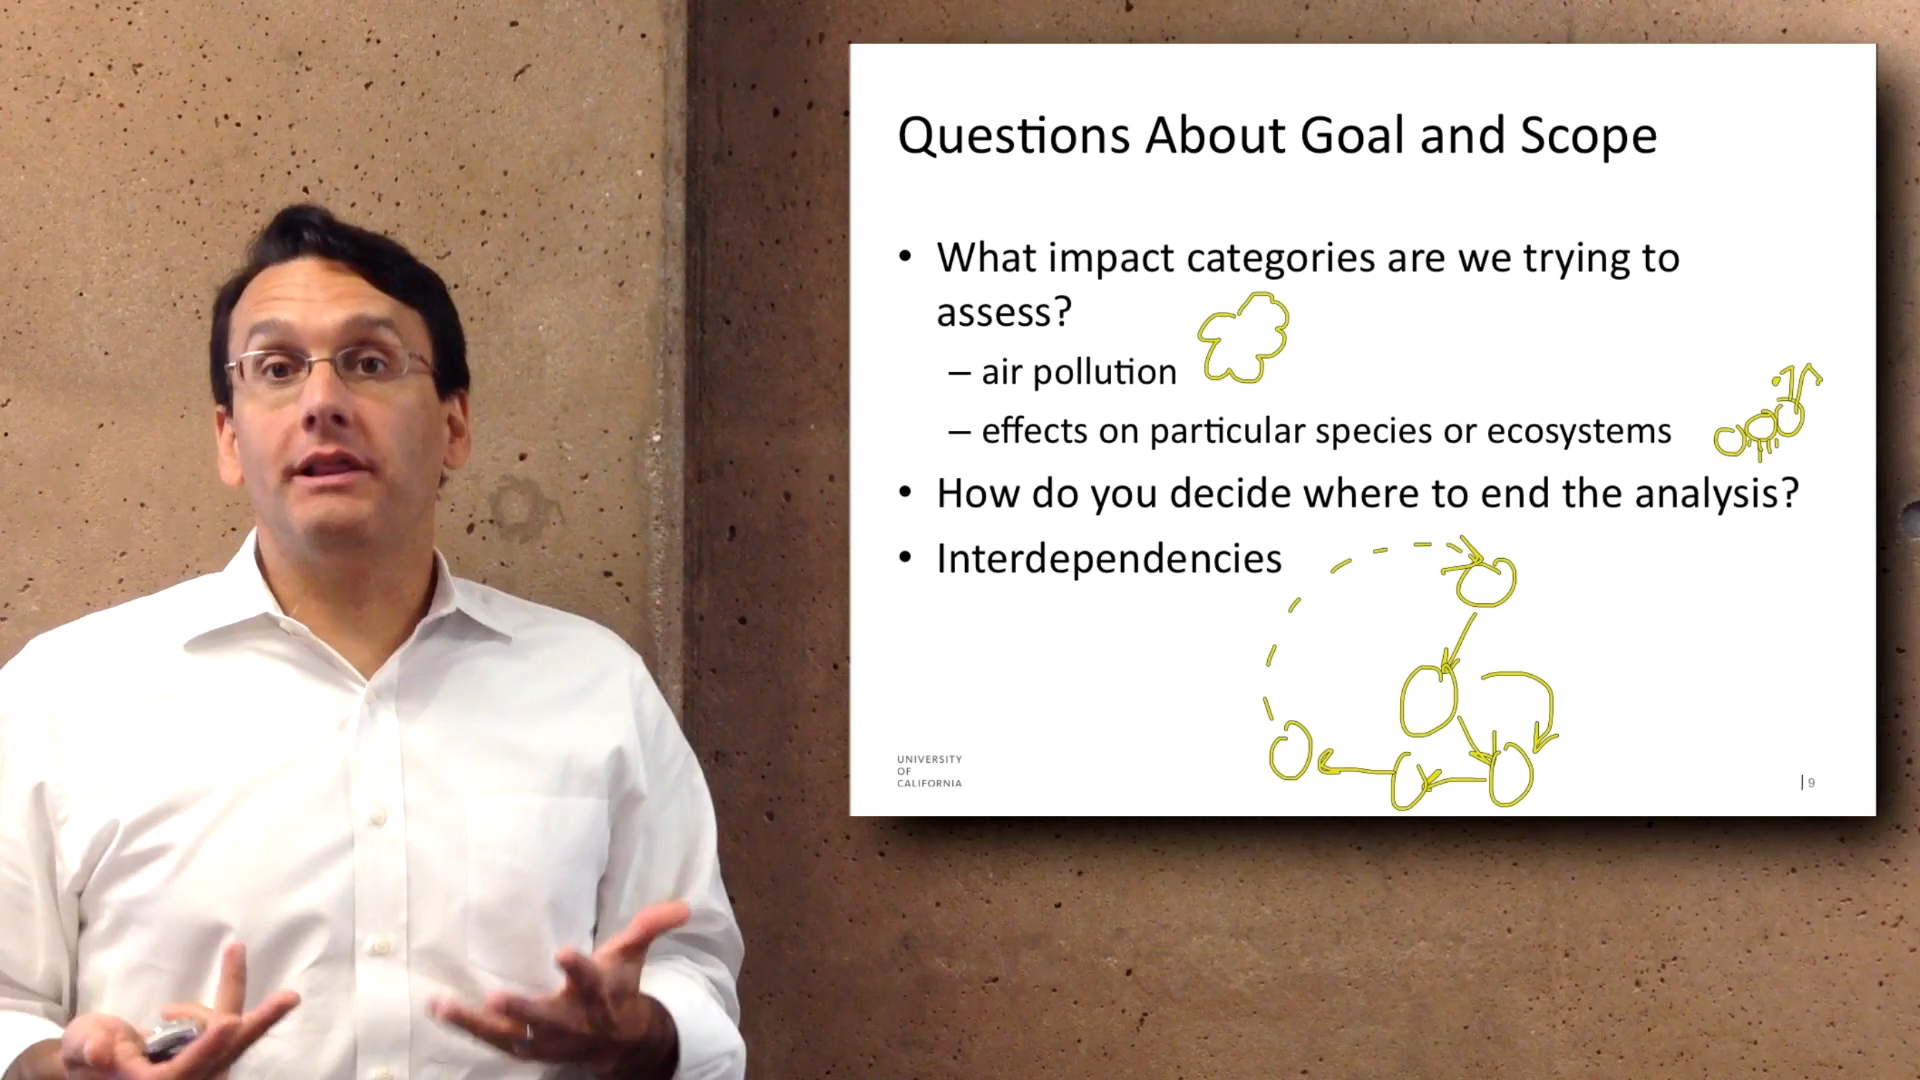 Questions About Goal and Scope
• What impact categories are we trying to
assess?
– air pollution
– effects on particular species or ecosystems
• How do you decide where to end the analysis?
• Interdependencies
UNIVERSITY
OF
CALIFORNIA
| 9